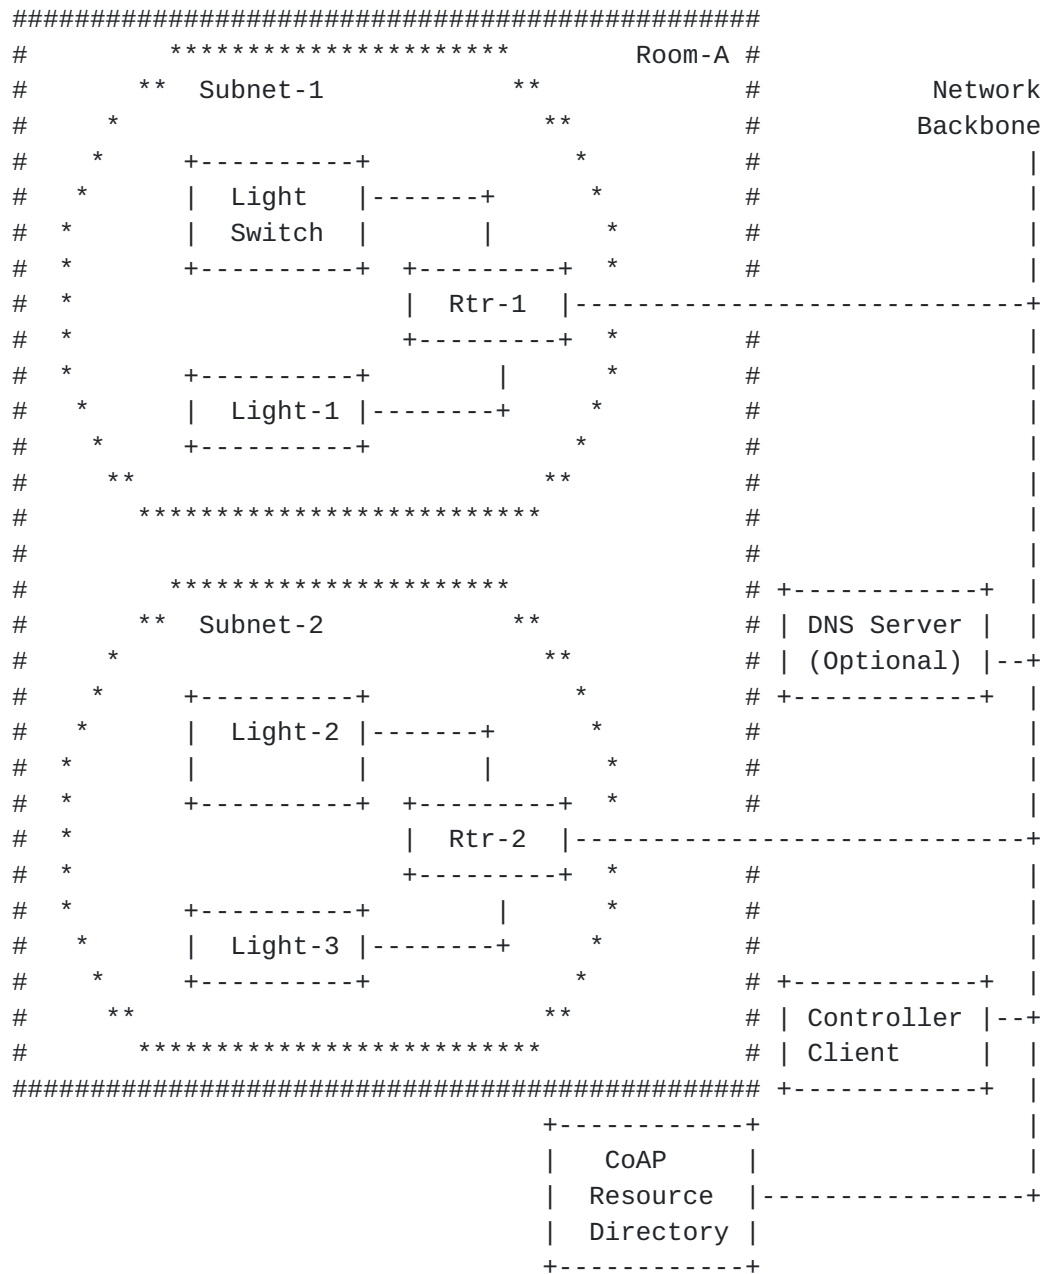 Room-A
Subnet-1
Network
Backbone
Light
Switch
Rtr-1
Light-1
Subnet-2
DNS Server
(Optional)
Light-2
Rtr-2
Light-3
Controller
Client
CoAP
Resource
Directory